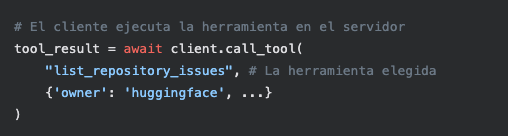 # El cliente ejecuta la herramienta en el servidor
tool_result = await client.call_tool(
    "list_repository_issues", # La herramienta elegida
    {'owner': 'huggingface', ...}
)